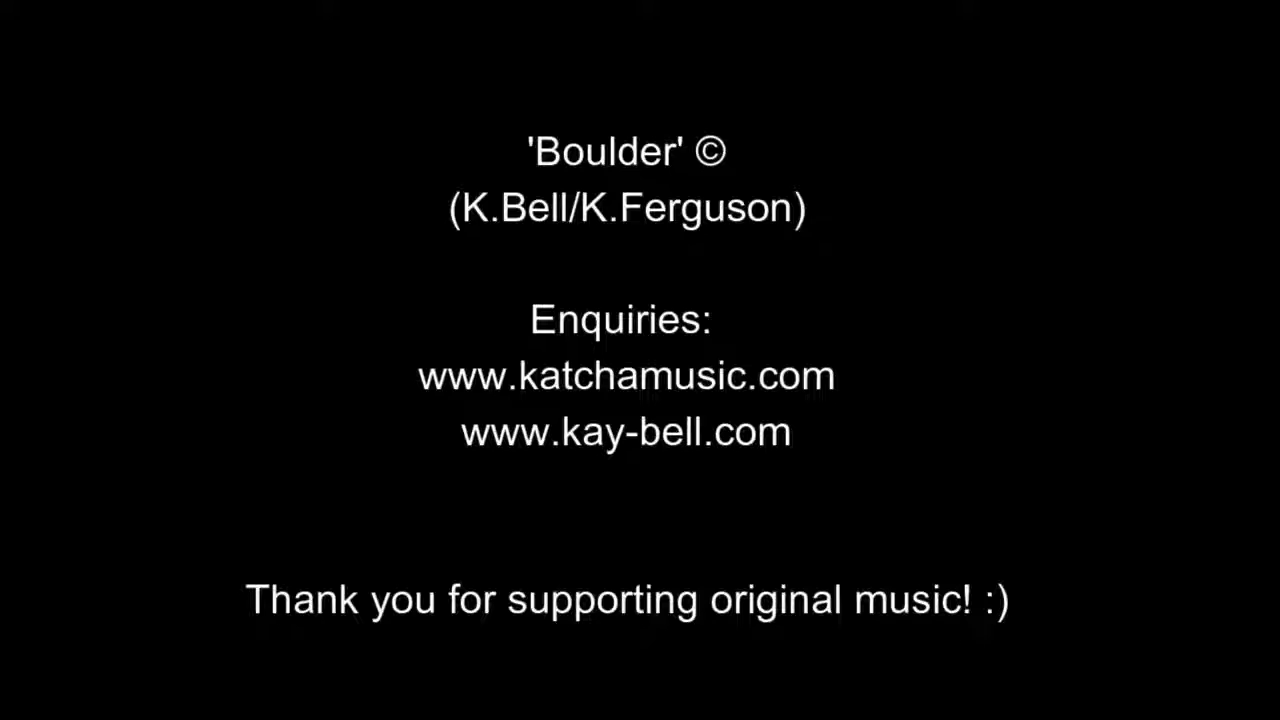 'Boulder' ©
(K.Bell/K.Ferguson)
Enquiries:
www.katchamusic.com
www.kay-bell.com
Thank you for supporting original music! :)